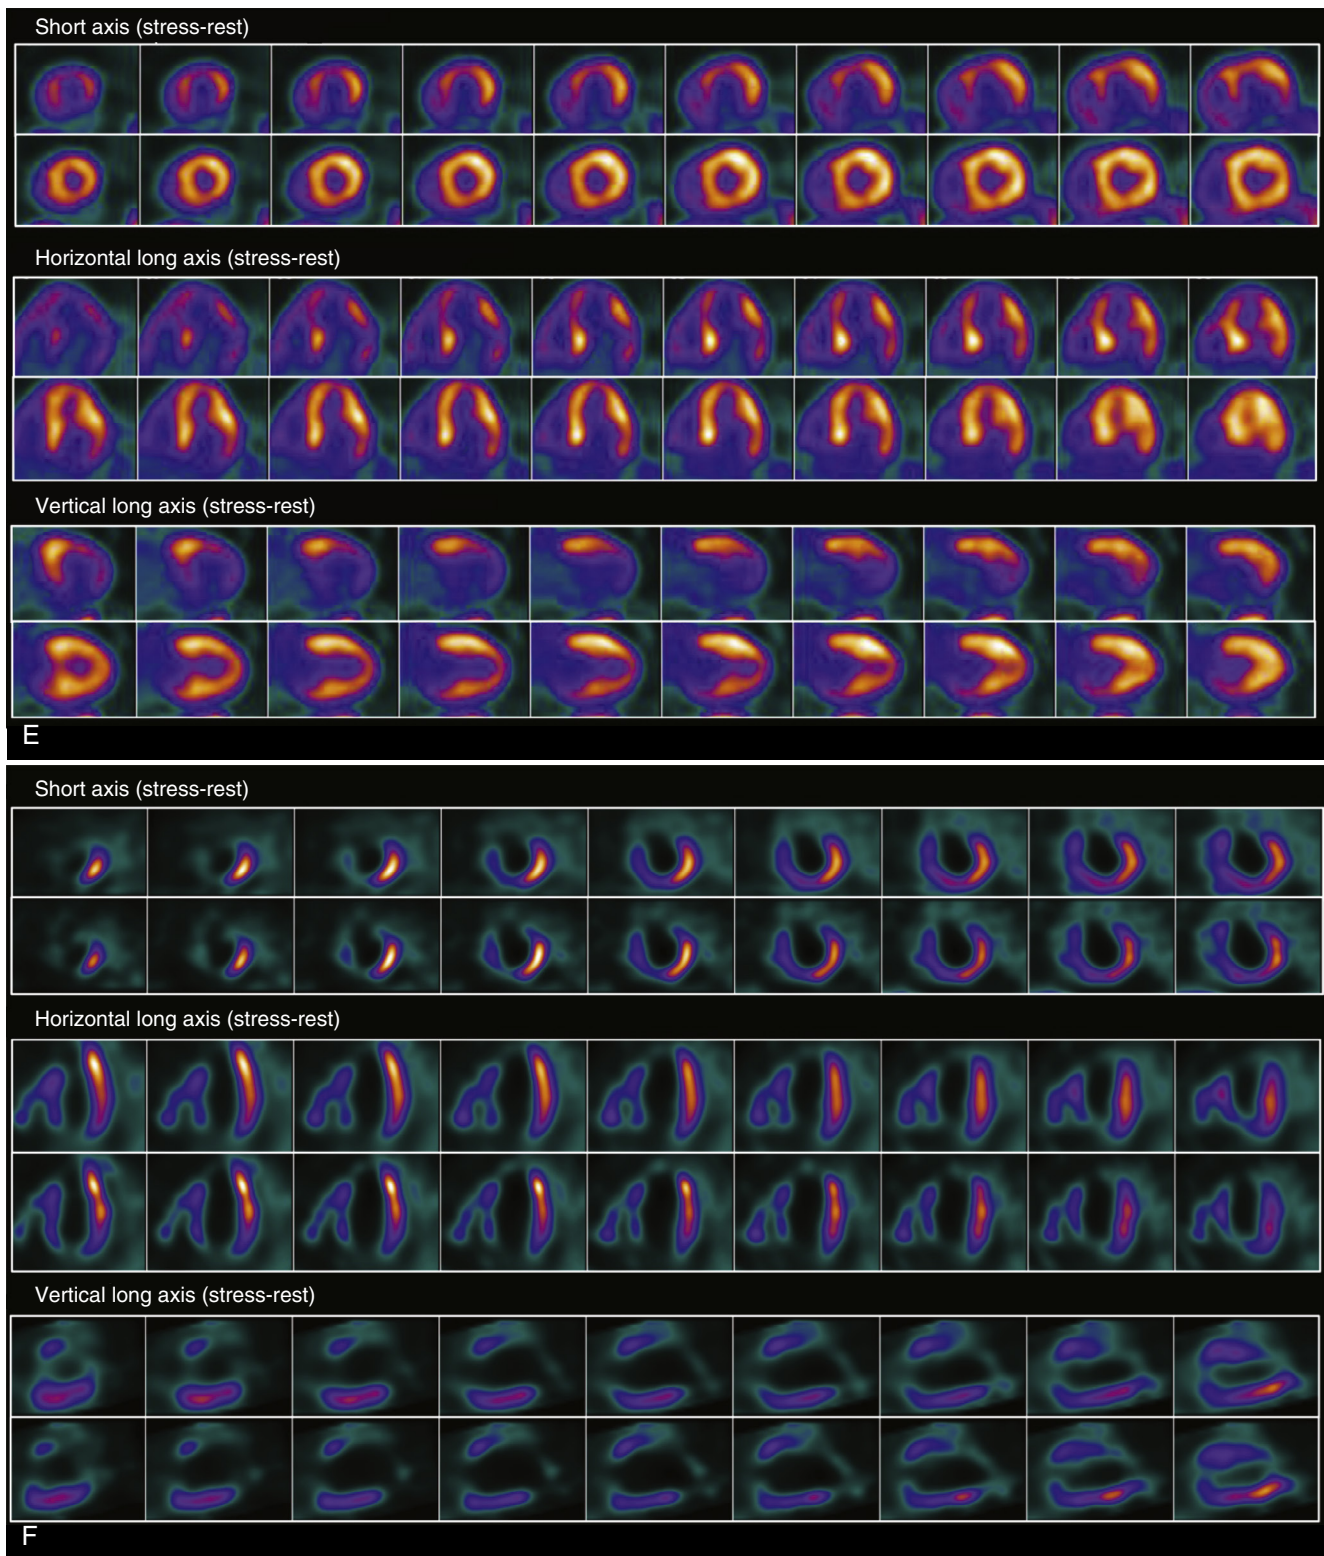 Short axis (stress-rest)
Horizontal long axis (stress-rest)
Vertical long axis (stress-rest)
E
Short axis (stress-rest)
Horizontal long axis (stress-rest)
Vertical long axis (stress-rest)
F